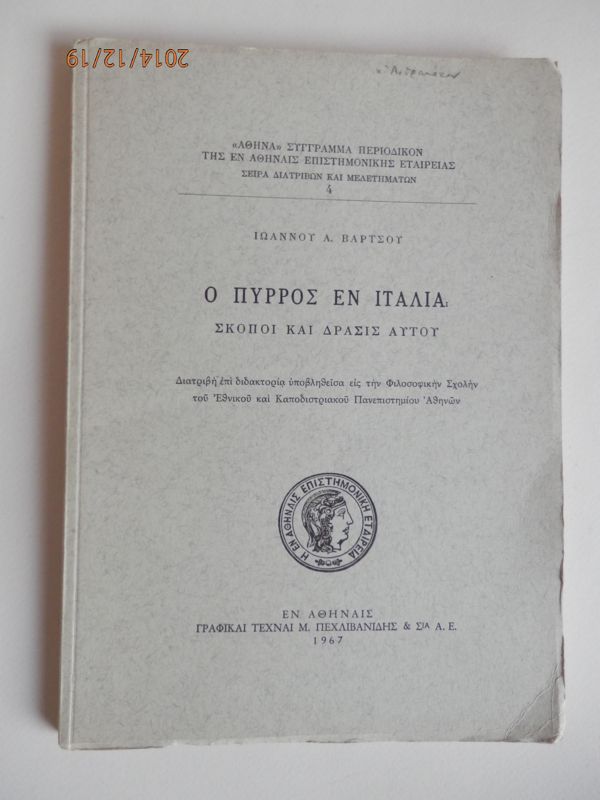 2014/12/19
«ΑΘΗΝΑ» ΣΥΓΓΡΑΜΜΑ ΠΕΡΙΟΔΙΚΟΝ
ΤΗΣ ΕΝ ΑΘΗΝΑΙΣ ΕΠΙΣΤΗΜΟΝΙΚΗΣ ΕΤΑΙΡΕΙΑΣ
ΣΕΙΡΑ ΔΙΑΤΡΙΒΩΝ ΚΑΙ ΜΕΛΕΤΗΜΑΤΩΝ
4
ΙΩΑΝΝΟΥ Α. ΒΑΡΤΣΟΥ
Ο ΠΥΡΡΟΣ ΕΝ ΙΤΑΛΙΑ:
ΣΚΟΠΟΙ ΚΑΙ ΔΡΑΣΙΣ ΑΥΤΟΥ
Διατριβὴ ἐπὶ διδακτορίᾳ ὑποβληθεῖσα εἰς τὴν Φιλοσοφικὴν Σχολὴν
τοῦ Ἐθνικοῦ καὶ Καποδιστριακοῦ Πανεπιστημίου Ἀθηνῶν
Η ΕΝ ΑΘΗΝΑΙΣ ΕΠΙΣΤΗΜΟΝΙΚΗ ΕΤΑΙΡΕΙΑ
ΕΝ ΑΘΗΝΑΙΣ
ΓΡΑΦΙΚΑΙ ΤΕΧΝΑΙ Μ. ΠΕΧΛΙΒΑΝΙΔΗΣ & ΣΙΑ Α. Ε.
1967